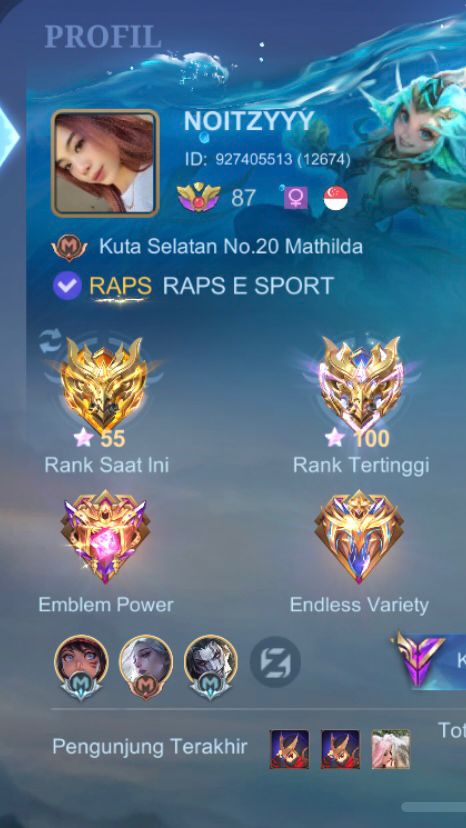 PROFIL
NOITZYYY
ID: 927405513 (12674)
87
Kuta Selatan No.20 Mathilda
RAPS RAPS E SPORT
55 100
Rank Saat Ini Rank Tertinggi
Emblem Power Endless Variety
K
Pengunjung Terakhir Tot